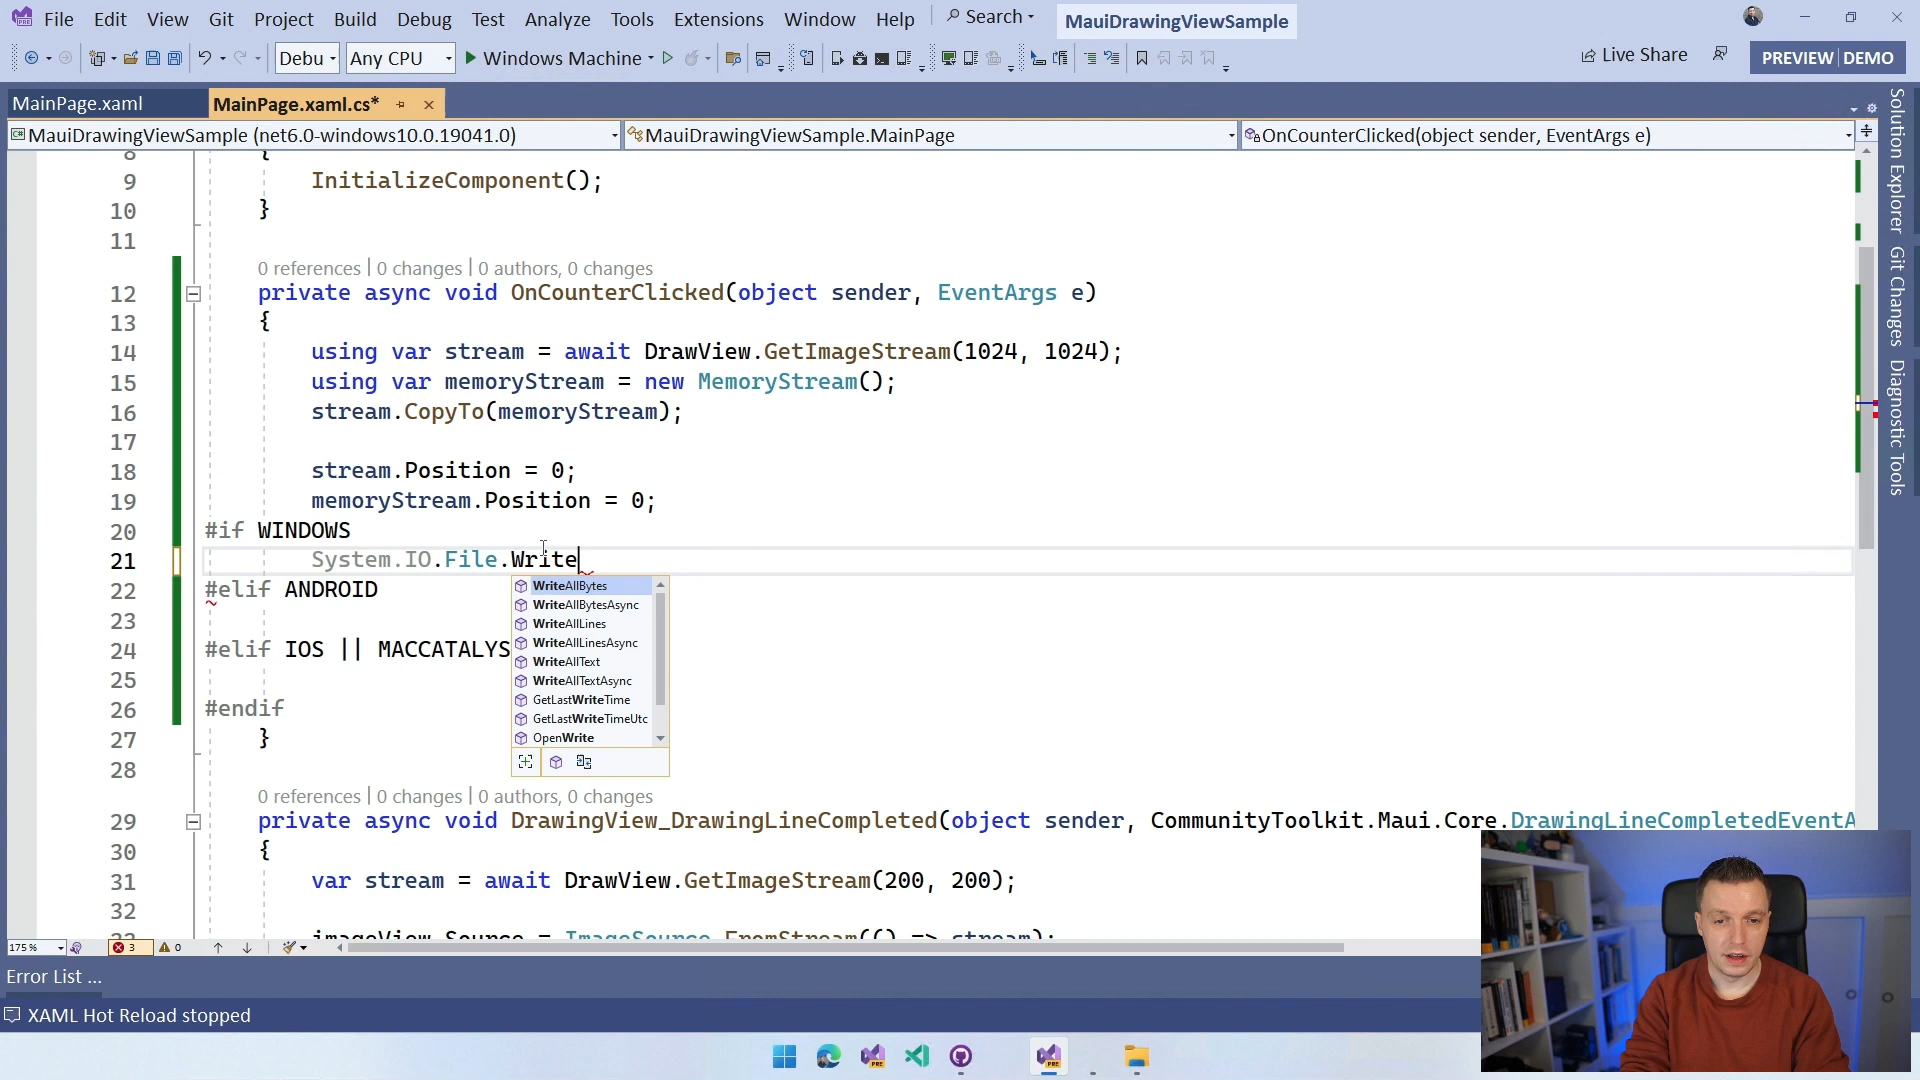 File Edit View Git Project Build Debug Test Analyze Tools Extensions Window Help Search MauiDrawingViewSample
Debu Any CPU Windows Machine Live Share PREVIEW DEMO
MainPage.xaml MainPage.xaml.cs*
MauiDrawingViewSample (net6.0-windows10.0.19041.0) MauiDrawingViewSample.MainPage OnCounterClicked(object sender, EventArgs e)
8 {
9 InitializeComponent();
10 }
11
0 references | 0 changes | 0 authors, 0 changes
12 private async void OnCounterClicked(object sender, EventArgs e)
13 {
14 using var stream = await DrawView.GetImageStream(1024, 1024);
15 using var memoryStream = new MemoryStream();
16 stream.CopyTo(memoryStream);
17
18 stream.Position = 0;
19 memoryStream.Position = 0;
20 #if WINDOWS
21 System.IO.File.Write
22 #elif ANDROID
23
24 #elif IOS || MACCATALYS
25
26 #endif
27 }
28
WriteAllBytes
WriteAllBytesAsync
WriteAllLines
WriteAllLinesAsync
WriteAllText
WriteAllTextAsync
GetLastWriteTime
GetLastWriteTimeUtc
OpenWrite
0 references | 0 changes | 0 authors, 0 changes
29 private async void DrawingView_DrawingLineCompleted(object sender, CommunityToolkit.Maui.Core.DrawingLineCompletedEventA
30 {
31 var stream = await DrawView.GetImageStream(200, 200);
32
imageView.Source = ImageSource.FromStream(() => stream);
175 % 3 0
Error List ...
XAML Hot Reload stopped
Solution Explorer
Git Changes
Diagnostic Tools
PRE
PRE